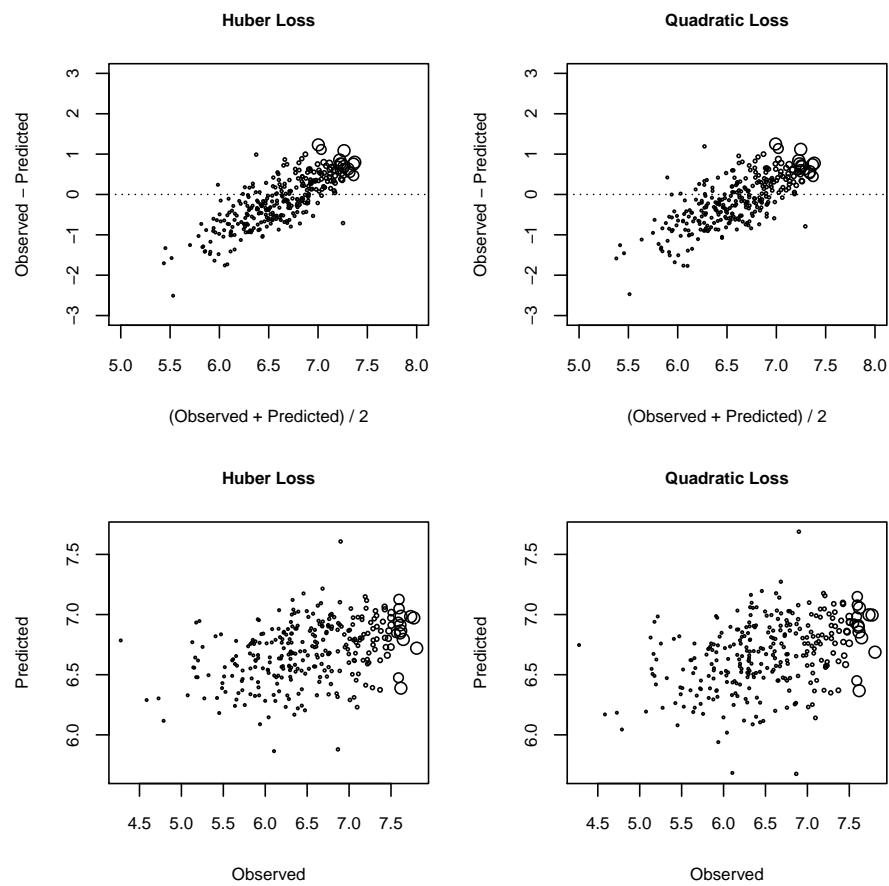 Huber Loss
Quadratic Loss
Observed − Predicted
3
2
1
0
−1
−2
−3
5.0 5.5 6.0 6.5 7.0 7.5 8.0
(Observed + Predicted) / 2
Observed − Predicted
3
2
1
0
−1
−2
−3
5.0 5.5 6.0 6.5 7.0 7.5 8.0
(Observed + Predicted) / 2
Huber Loss
Quadratic Loss
Predicted
7.5
7.0
6.5
6.0
4.5 5.0 5.5 6.0 6.5 7.0 7.5
Observed
Predicted
7.5
7.0
6.5
6.0
4.5 5.0 5.5 6.0 6.5 7.0 7.5
Observed